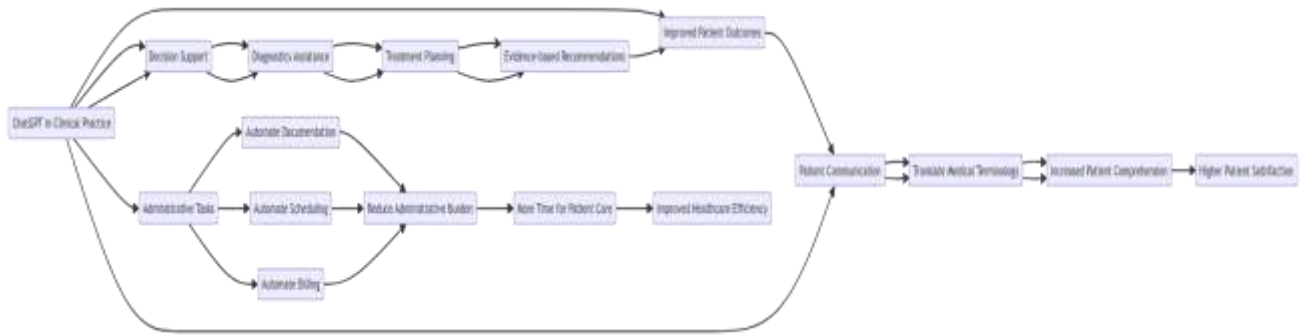 ChatGPT in Clinical Practice
Decision Support
Diagnostics Assistance
Treatment Planning
Evidence-based Recommendations
Improved Patient Outcomes
Administrative Tasks
Automate Documentation
Automate Scheduling
Automate Billing
Reduce Administrative Burden
More Time for Patient Care
Improved Healthcare Efficiency
Patient Communication
Translate Medical Terminology
Increased Patient Comprehension
Higher Patient Satisfaction